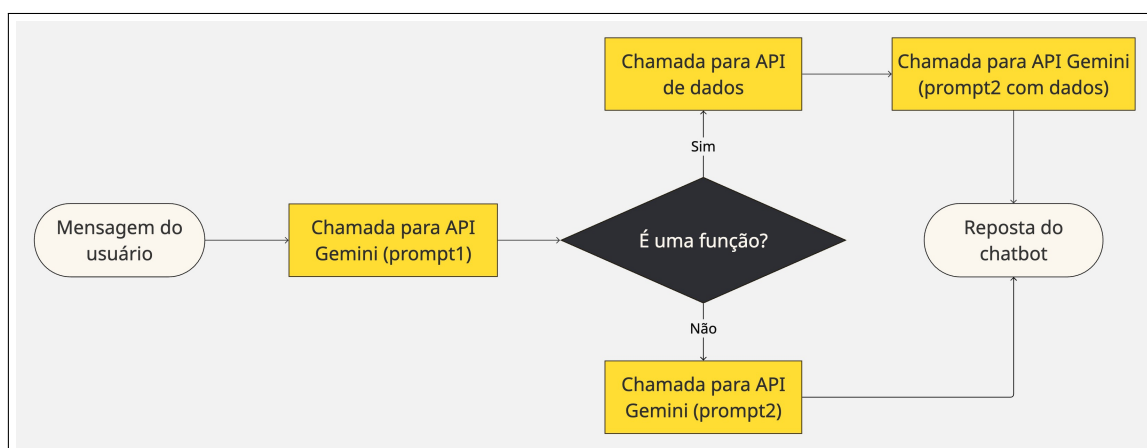 Mensagem do
usuário
Chamada para API
Gemini (prompt1)
É uma função?
Sim
Chamada para API
de dados
Chamada para API Gemini
(prompt2 com dados)
Não
Chamada para API
Gemini (prompt2)
Reposta do
chatbot